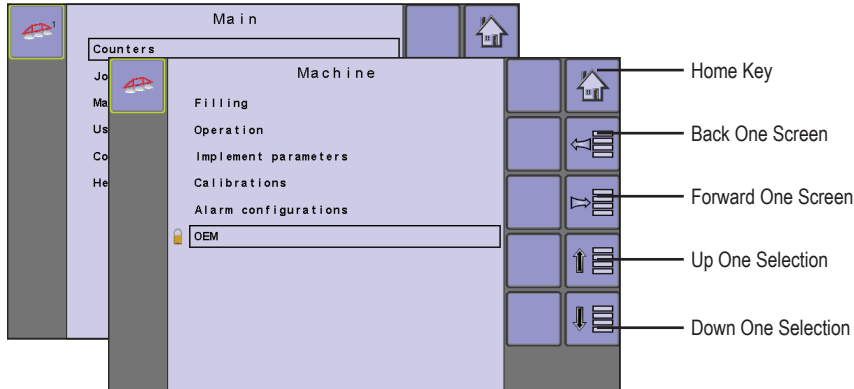 1
Main
Counters
Jo
Ma
Us
Co
He
Machine
Filling
Operation
Implement parameters
Calibrations
Alarm configurations
OEM
Home Key
Back One Screen
Forward One Screen
Up One Selection
Down One Selection